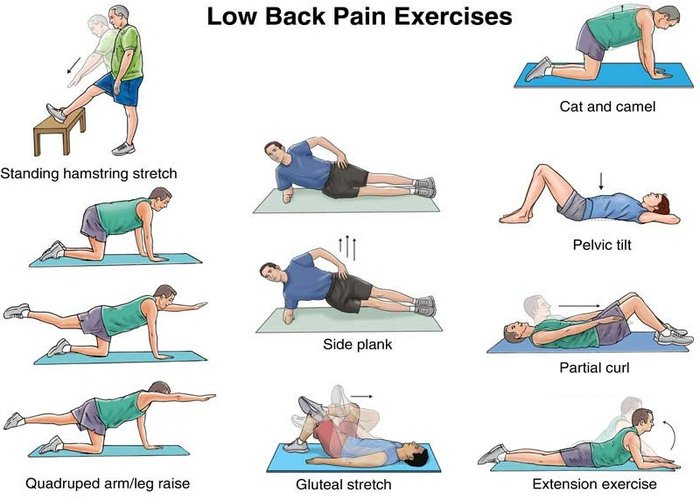 Low Back Pain Exercises
Standing hamstring stretch
Cat and camel
Pelvic tilt
Side plank
Partial curl
Quadruped arm/leg raise
Gluteal stretch
Extension exercise